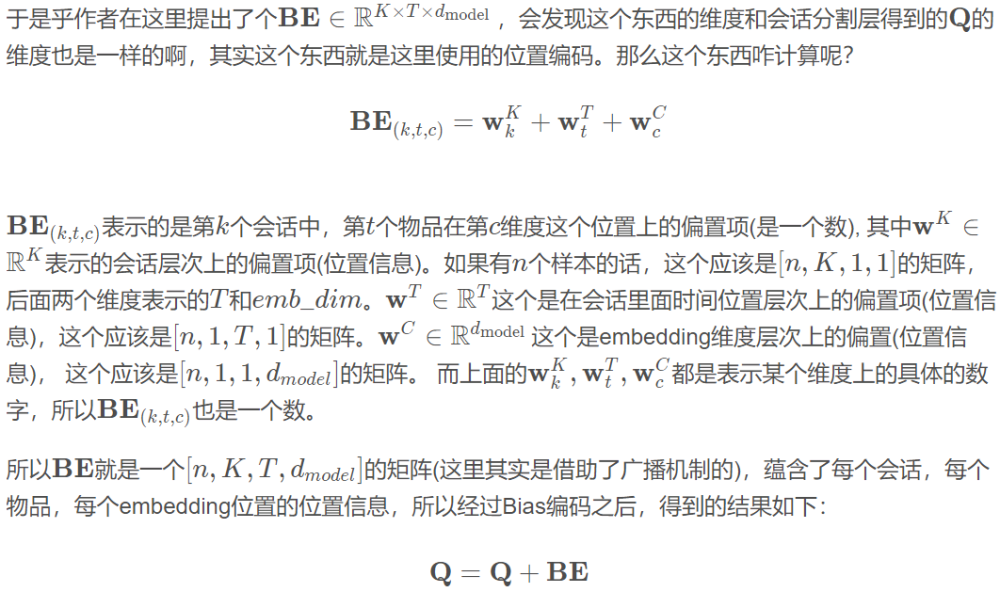 于是乎作者在这里提出了个$\mathbf{BE} \in \mathbb{R}^{K \times T \times d_{\text{model}}}$ ，会发现这个东西的维度和会话分割层得到的$\mathbf{Q}$的
维度也是一样的啊，其实这个东西就是这里使用的位置编码。那么这个东西咋计算呢？
$\mathbf{BE}_{(k,t,c)} = \mathbf{w}_k^K + \mathbf{w}_t^T + \mathbf{w}_c^C$
$\mathbf{BE}_{(k,t,c)}$表示的是第$k$个会话中，第$t$个物品在第$c$维度这个位置上的偏置项(是一个数), 其中$\mathbf{w}^K \in$
$\mathbb{R}^K$表示的会话层次上的偏置项(位置信息)。如果有$n$个样本的话，这个应该是$[n, K, 1, 1]$的矩阵，
后面两个维度表示的$T$和$emb\_dim$。$\mathbf{w}^T \in \mathbb{R}^T$这个是在会话里面时间位置层次上的偏置项(位置信
息)，这个应该是$[n, 1, T, 1]$的矩阵。$\mathbf{w}^C \in \mathbb{R}^{d_{\text{model}}}$ 这个是embedding维度层次上的偏置(位置信
息)， 这个应该是$[n, 1, 1, d_{model}]$的矩阵。 而上面的$\mathbf{w}_k^K, \mathbf{w}_t^T, \mathbf{w}_c^C$都是表示某个维度上的具体的数
字，所以$\mathbf{BE}_{(k,t,c)}$也是一个数。
所以$\mathbf{BE}$就是一个$[n, K, T, d_{model}]$的矩阵(这里其实是借助了广播机制的)，蕴含了每个会话，每个
物品，每个embedding位置的位置信息，所以经过Bias编码之后，得到的结果如下：
$\mathbf{Q} = \mathbf{Q} + \mathbf{BE}$